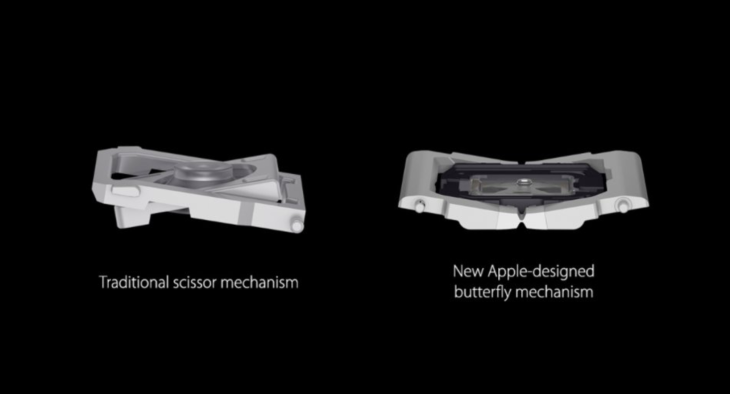 Traditional scissor mechanism
New Apple-designed
butterfly mechanism